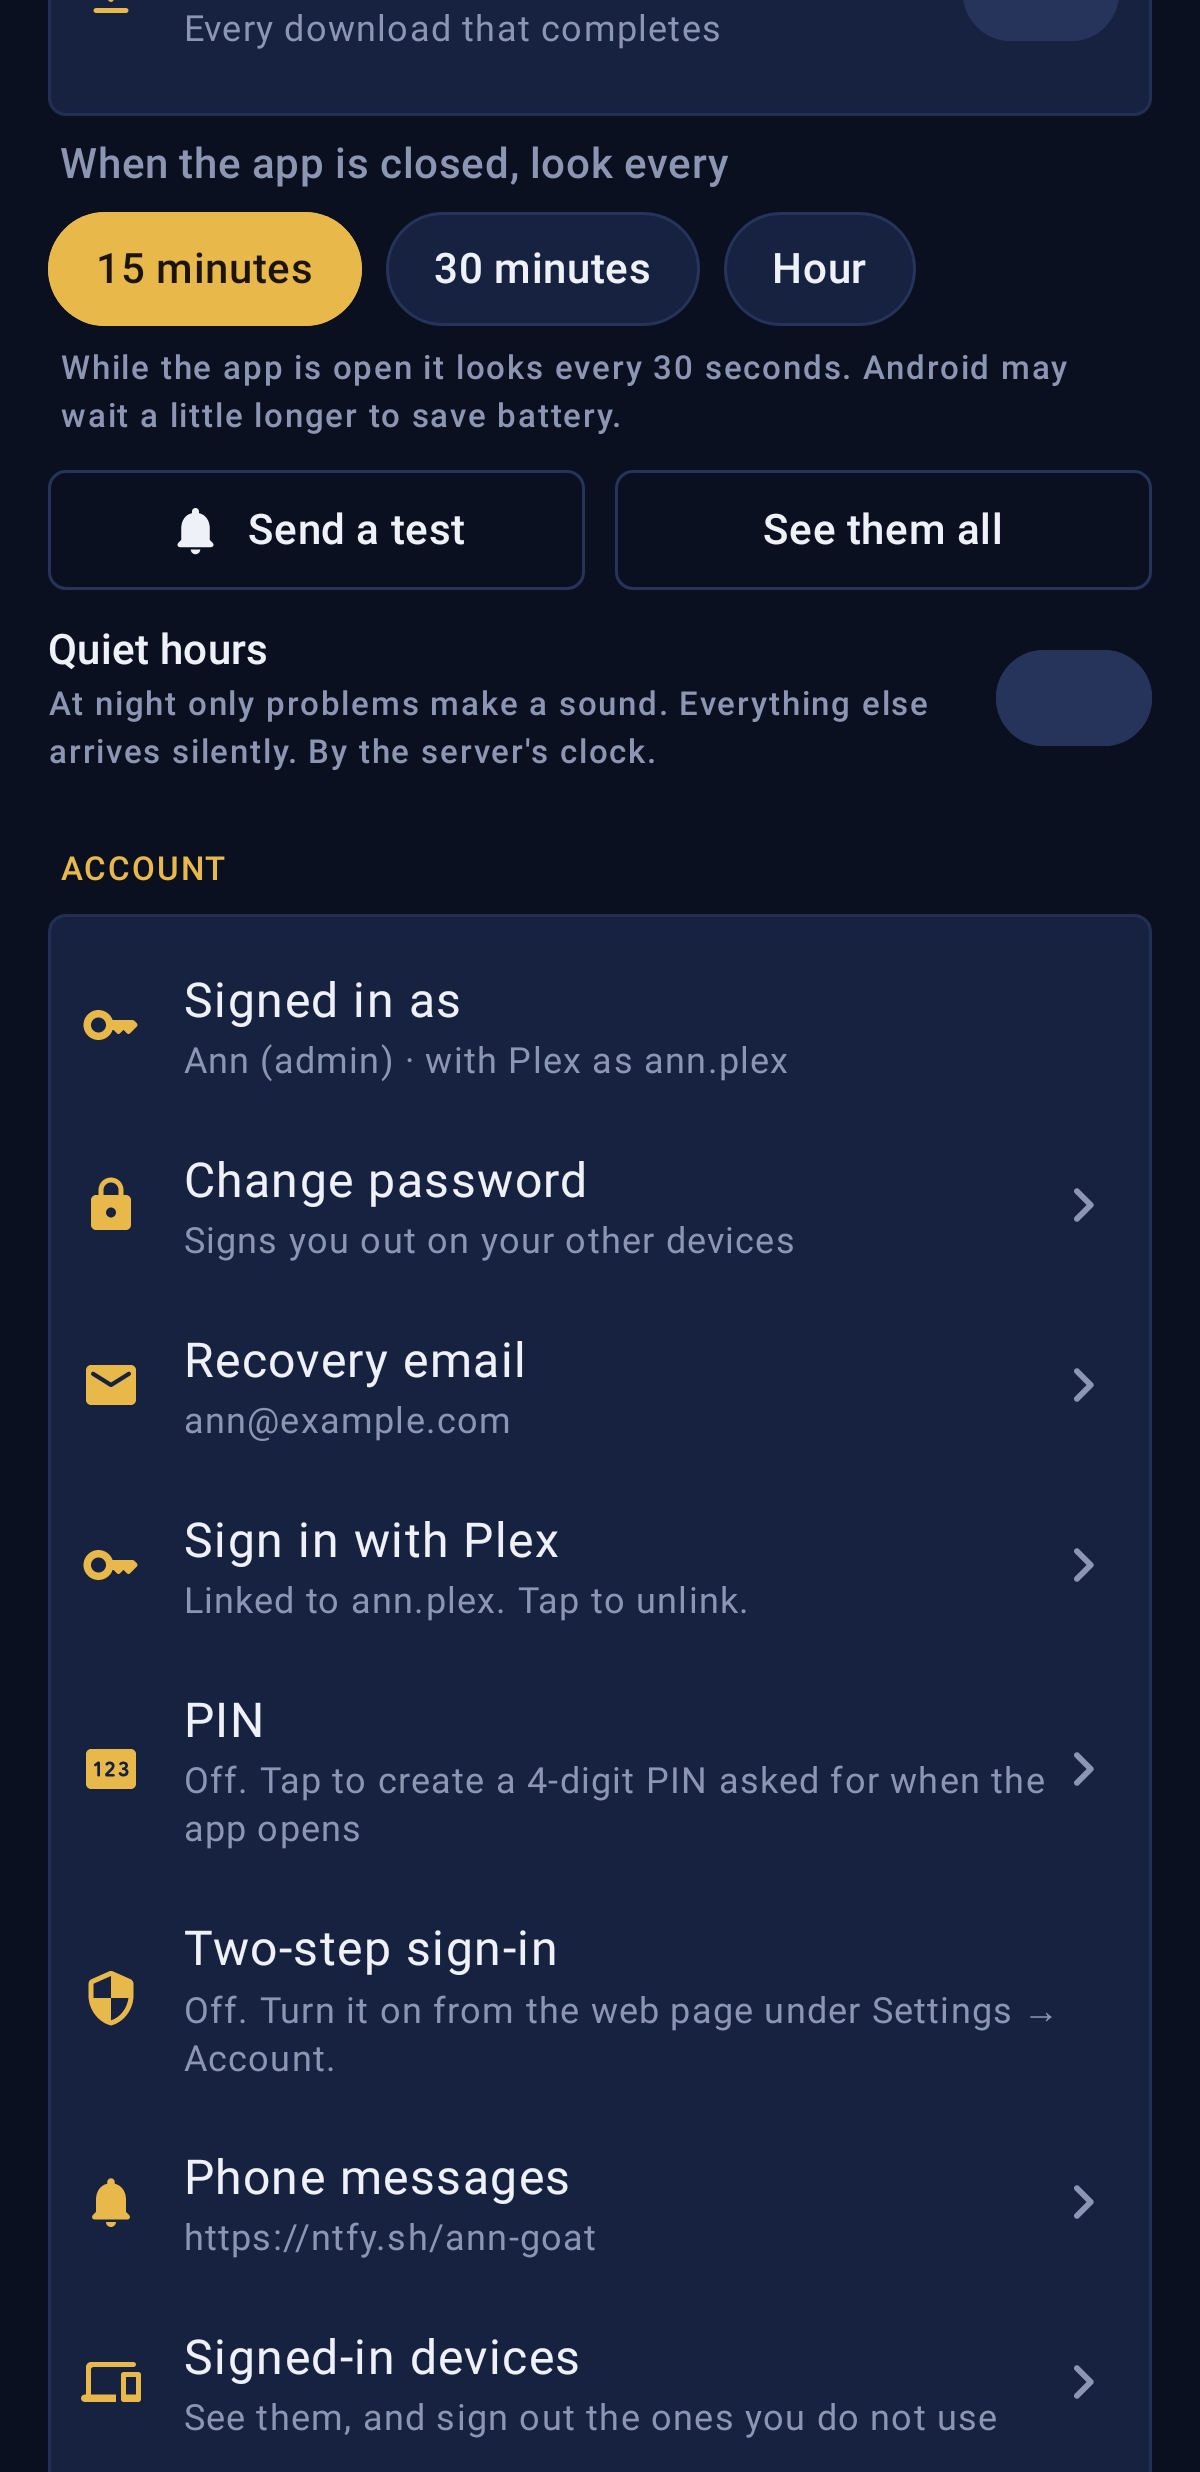 Every download that completes
When the app is closed, look every
15 minutes
30 minutes
Hour
While the app is open it looks every 30 seconds. Android may
wait a little longer to save battery.
Send a test
See them all
Quiet hours
At night only problems make a sound. Everything else
arrives silently. By the server's clock.
ACCOUNT
Signed in as
Ann (admin) · with Plex as ann.plex
Change password
Signs you out on your other devices
Recovery email
ann@example.com
Sign in with Plex
Linked to ann.plex. Tap to unlink.
PIN
123
Off. Tap to create a 4-digit PIN asked for when the
app opens
Two-step sign-in
Off. Turn it on from the web page under Settings →
Account.
Phone messages
https://ntfy.sh/ann-goat
Signed-in devices
See them, and sign out the ones you do not use